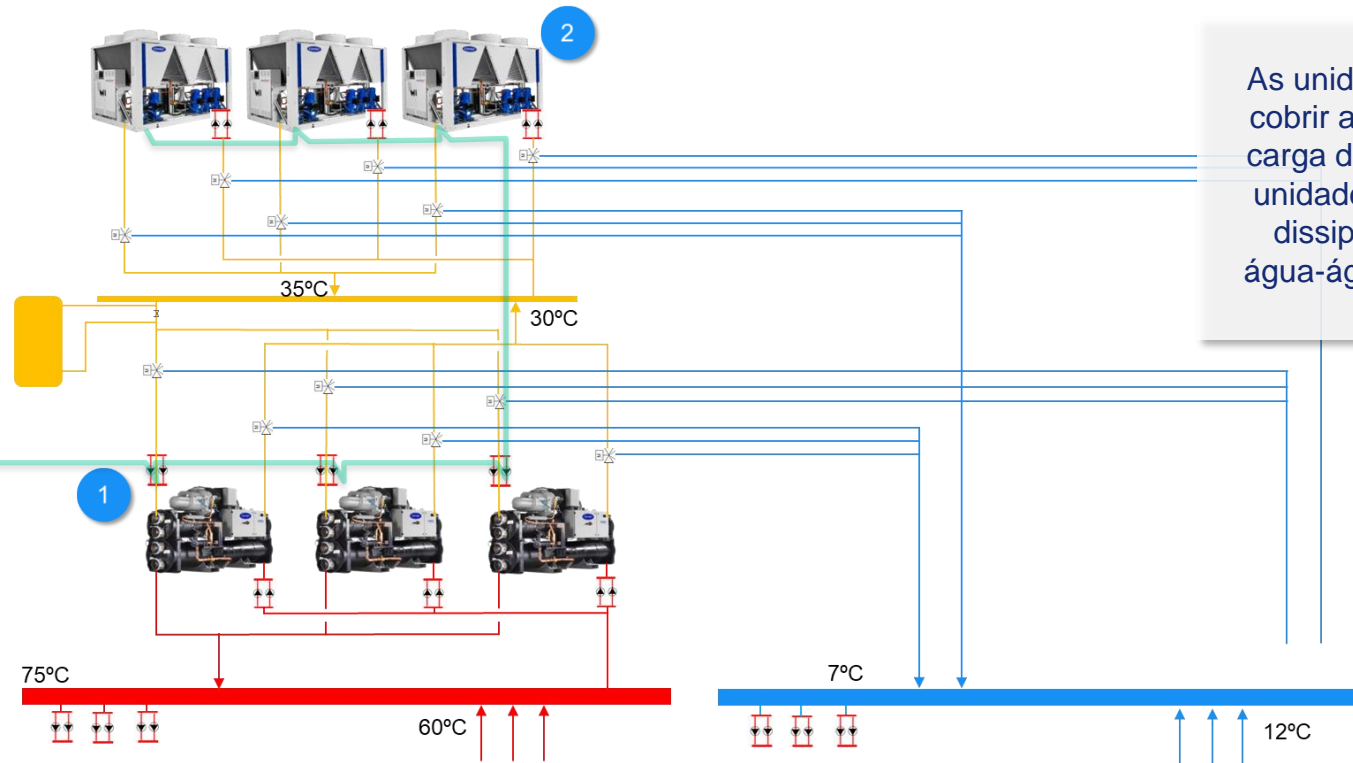 2
As unid
cobrir a
carga d
unidad
dissip
água-ág
35ºC
30ºC
1
75ºC
60ºC
7ºC
12ºC